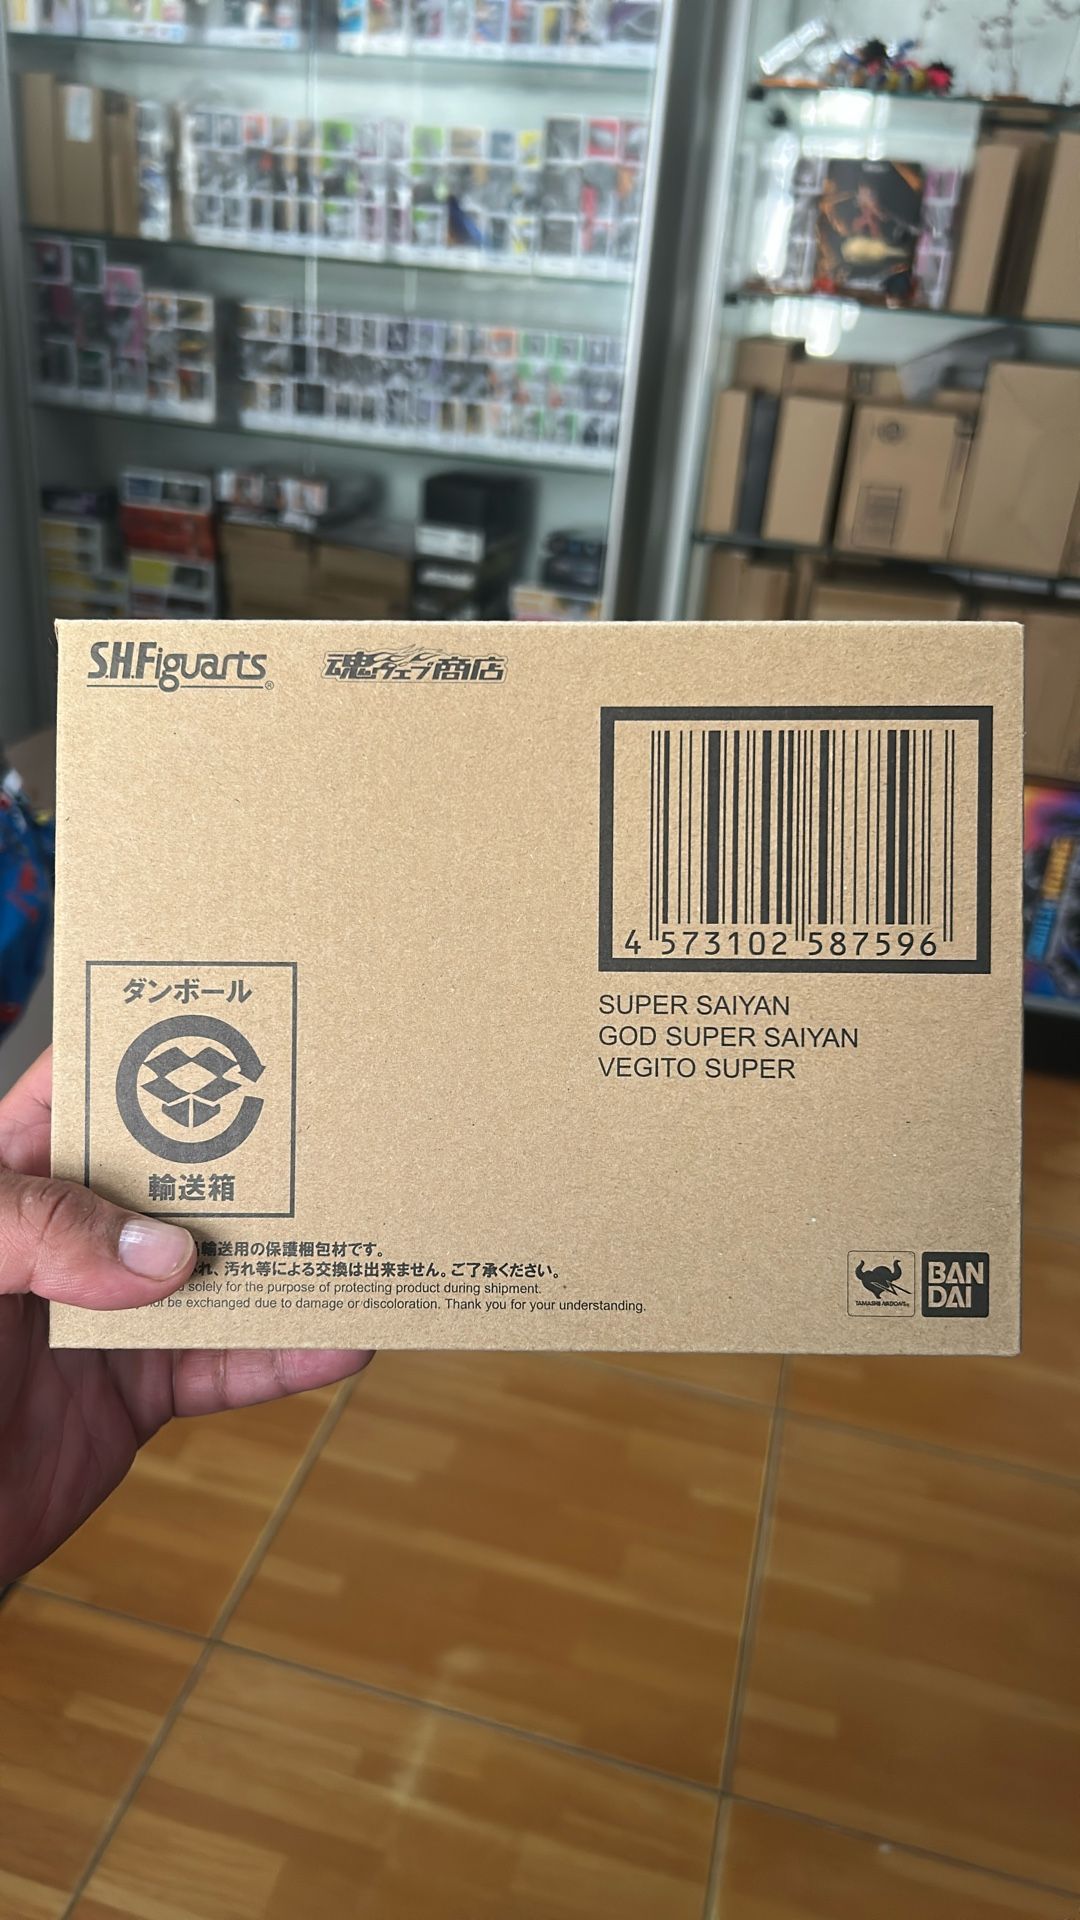 S.H.Figuarts®
魂ウェブ商店
4 573102 587596
SUPER SAIYAN
GOD SUPER SAIYAN
VEGITO SUPER
ダンボール
輸送箱
輸送用の保護梱包材です。
れ、汚れ等による交換は出来ません。ご了承ください。
solely for the purpose of protecting product during shipment.
not be exchanged due to damage or discoloration. Thank you for your understanding.
TAMASHII NATIONS
BAN
DAI